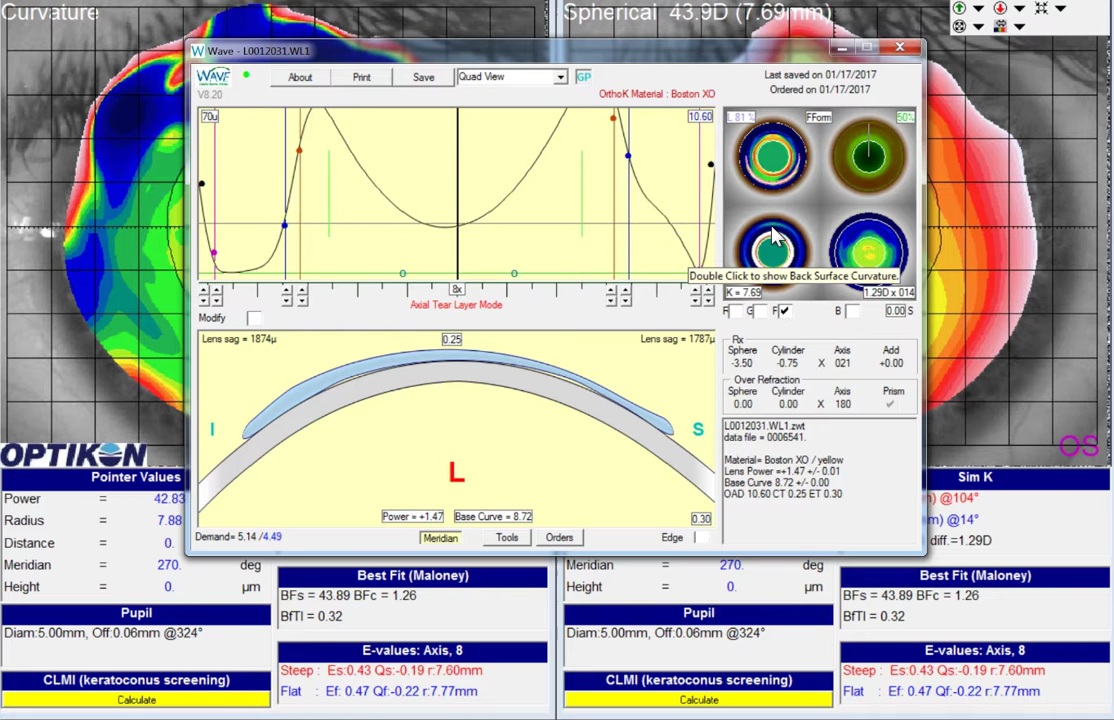 Curvature
Spherical 43.9D (7.69mm)
Wave - L0012031.WL1
WAVE
V8.20
About
Print
Save
Quad View
GP
Last saved on 01/17/2017
Ordered on 01/17/2017
OrthoK Material : Boston XO
70u
10.60
L 81 %
FForm
50%
8x
Axial Tear Layer Mode
Double Click to show Back Surface Curvature.
K = 7.69
1.29D x 014
Modify
F
G
F
B
0.00 S
Lens sag = 1874µ
0.25
Lens sag = 1787µ
I
S
L
Power = +1.47
Base Curve = 8.72
0.30
Rx
Sphere Cylinder Axis Add
-3.50 -0.75 X 021 +0.00
Over Refraction
Sphere Cylinder Axis Prism
0.00 0.00 X 180
L0012031.WL1.zwt
data file = 0006541.
Material= Boston XO / yellow
Lens Power =+1.47 +/- 0.01
Base Curve 8.72 +/- 0.00
OAD 10.60 CT 0.25 ET 0.30
Demand= 5.14 /4.49
Meridian
Tools
Orders
Edge
OPTIKON
OS
Pointer Values
Power = 42.83
Radius = 7.88
Distance = 0.
Meridian = 270. deg
Height = 0. µm
Pupil
Diam:5.00mm, Off:0.06mm @324°
CLMI (keratoconus screening)
Calculate
Best Fit (Maloney)
BFs = 43.89 BFc = 1.26
BfTI = 0.32
E-values: Axis, 8
Steep : Es:0.43 Qs:-0.19 r:7.60mm
Flat : Ef: 0.47 Qf:-0.22 r:7.77mm
Meridian = 270. deg
Height = 0. µm
Pupil
Diam:5.00mm, Off:0.06mm @324°
CLMI (keratoconus screening)
Calculate
Sim K
m) @104°
m) @14°
diff.=1.29D
Best Fit (Maloney)
BFs = 43.89 BFc = 1.26
BfTI = 0.32
E-values: Axis, 8
Steep : Es:0.43 Qs:-0.19 r:7.60mm
Flat : Ef: 0.47 Qf:-0.22 r:7.77mm